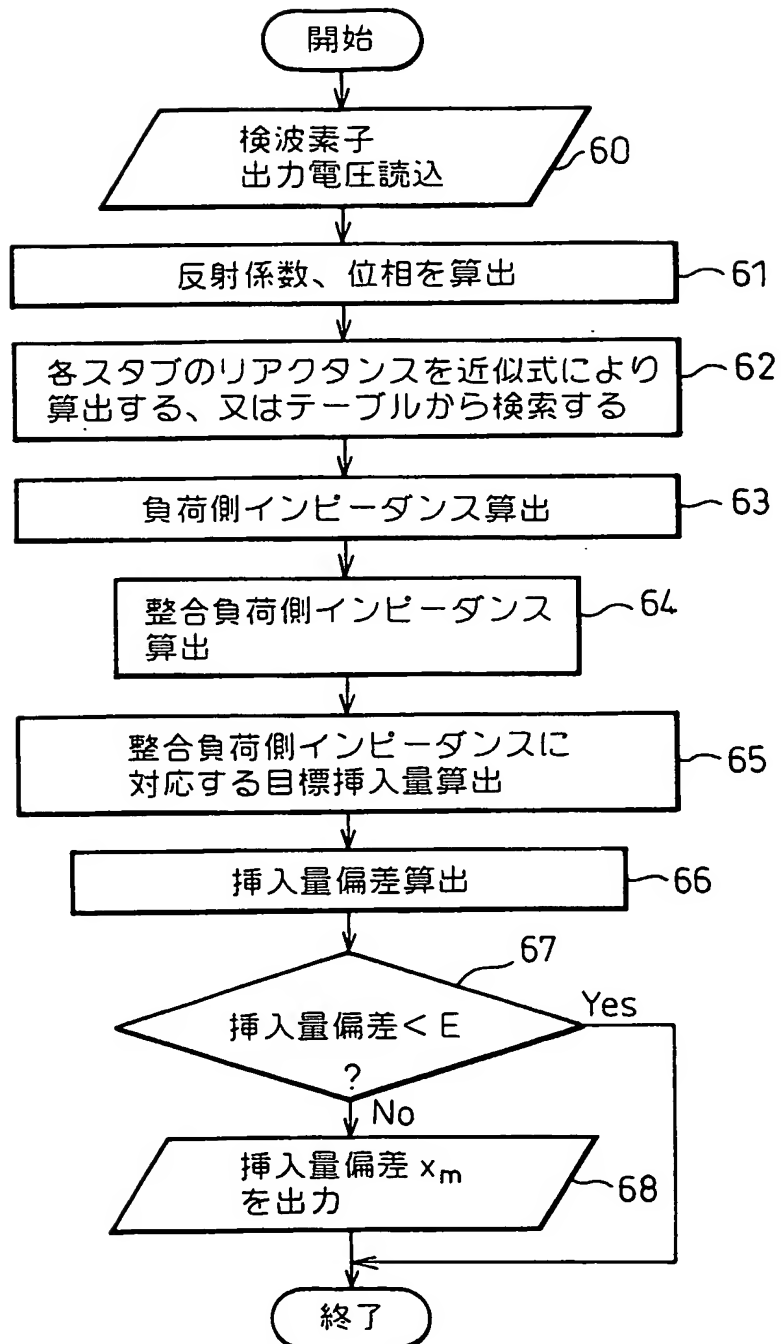 開始
検波素子
出力電圧読込
60
反射係数、位相を算出
61
各スタブのリアクタンスを近似式により
算出する、又はテーブルから検索する
62
負荷側インピーダンス算出
63
整合負荷側インピーダンス
算出
64
整合負荷側インピーダンスに
対応する目標挿入量算出
65
挿入量偏差算出
66
67
挿入量偏差<E
?
Yes
No
挿入量偏差 xm
を出力
68
終了